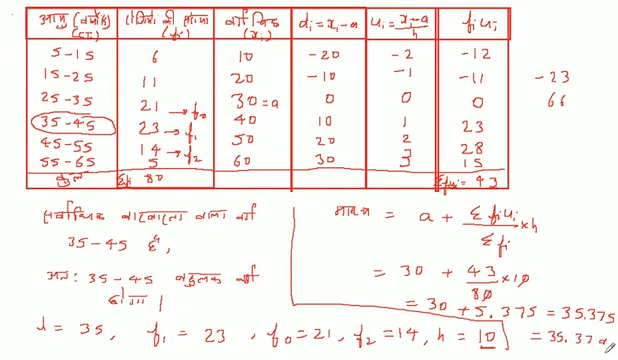 आयु (वर्षों में) (C.I.) रोगियों की संख्या (fi) वर्ग चिह्न (xi) di = xi - a ui = xi - a / h fi ui
5-15 6 10 -20 -2 -12
15-25 11 20 -10 -1 -11 -23
25-35 21 → f0 30 = a 0 0 0 66
35-45 23 → f1 40 10 1 23
45-55 14 → f2 50 20 2 28
55-65 5 60 30 3 15
कुल Σfi 80 Σfiui = 43
सर्वाधिक बारंबारता वाला वर्ग
35-45 है,
अतः 35-45 बहुलक वर्ग
होगा।
माध्य = a + Σfiui / Σfi × h
= 30 + 43 / 80 × 10
= 30 + 5.375 = 35.375
l = 35, f1 = 23, f0 = 21, f2 = 14, h = 10 = 35.37